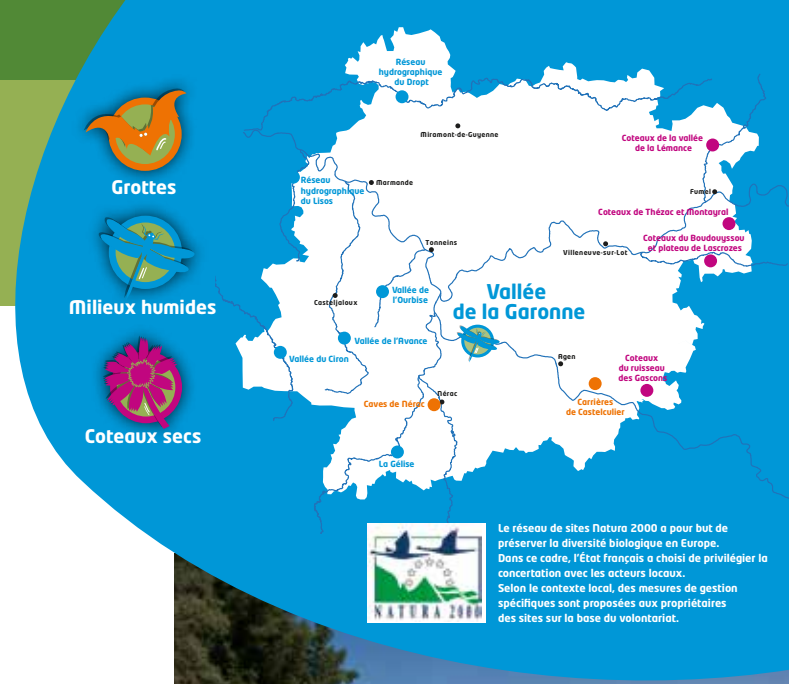 Grottes
Milieux humides
Coteaux secs
Réseau
hydrographique
du Dropt
Miramont-de-Guyenne
Coteaux de la vallée
de la Lémance
Réseau
hydrographique
du Lisos
Marmande
Fumel
Coteaux de Thézac et Montayral
Tonneins
Villeneuve-sur-Lot
Coteaux du Boudouyssou
et plateau de Lascrozes
Vallée de
l'Ourbise
Casteljaloux
Vallée
de la Garonne
Vallée de l'Avance
Vallée du Ciron
Agen
Coteaux
du ruisseau
des Gascons
Caves de Nérac
Nérac
Carrières
de Castelculier
La Gélise
NATURA 2000
Le réseau de sites Natura 2000 a pour but de
préserver la diversité biologique en Europe.
Dans ce cadre, l'État français a choisi de privilégier la
concertation avec les acteurs locaux.
Selon le contexte local, des mesures de gestion
spécifiques sont proposées aux propriétaires
des sites sur la base du volontariat.